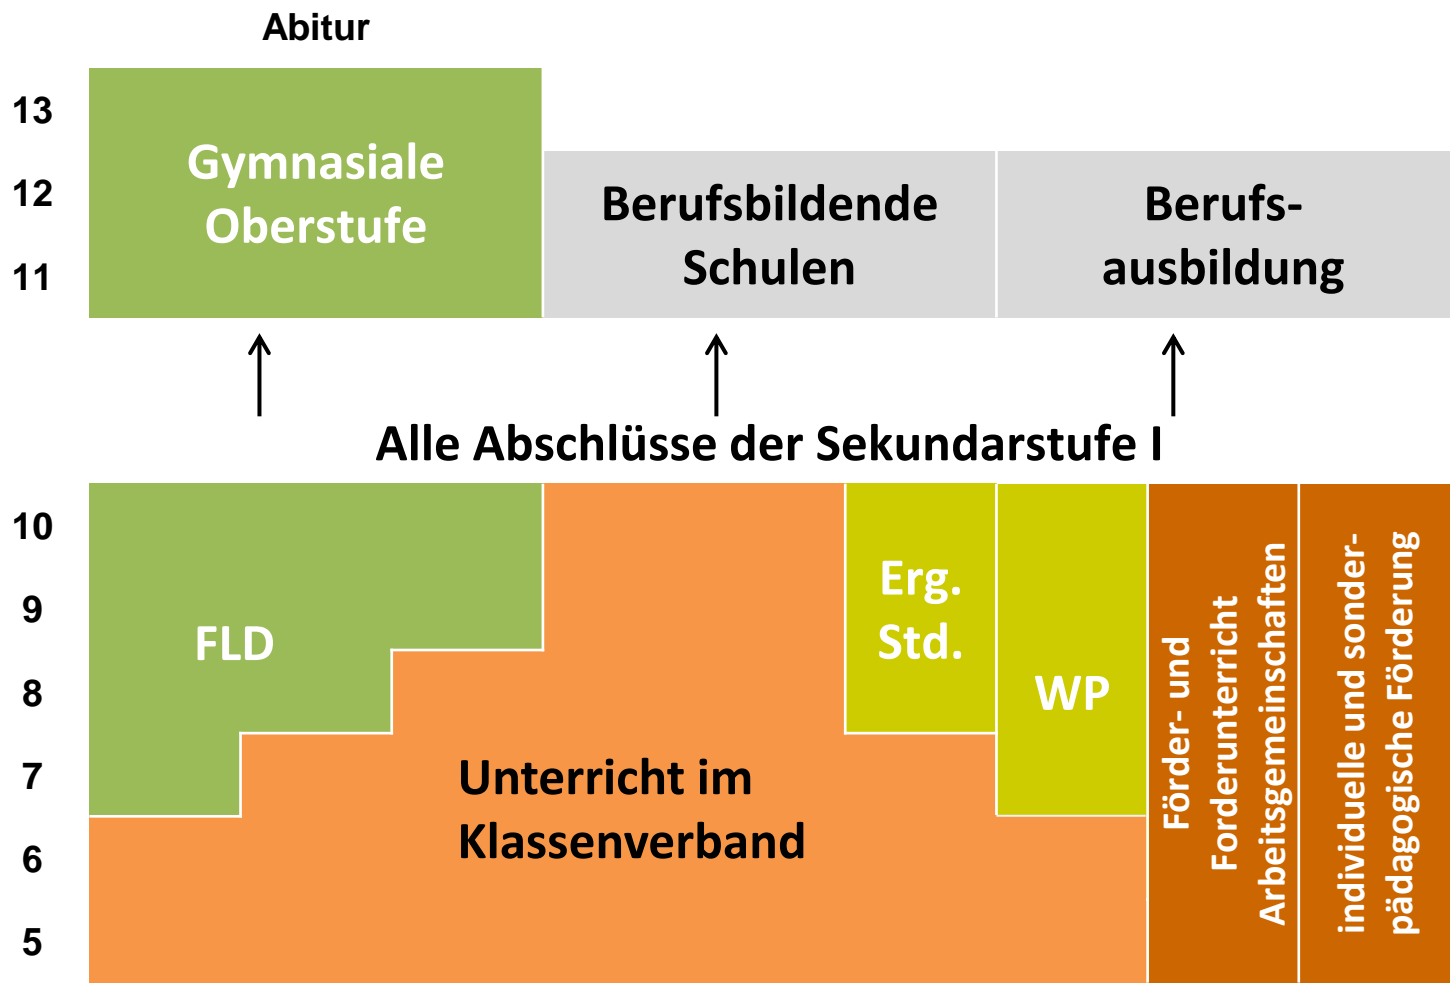 Abitur
13
12
11
Gymnasiale
Oberstufe
Berufsbildende
Schulen
Berufs-
ausbildung
Alle Abschlüsse der Sekundarstufe I
10
9
8
7
6
5
FLD
Unterricht im
Klassenverband
Erg.
Std.
WP
Förder- und
Forderunterricht
Arbeitsgemeinschaften
individuelle und sonder-
pädagogische Förderung